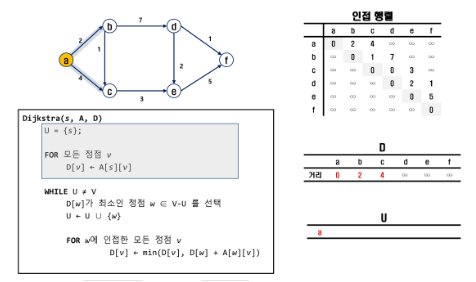 7
b
d
2
1
1
a
2
f
4
5
c
3
e
Dijkstra(s, A, D)
U = {s};
FOR 모든 정점 v
D[v] ← A[s][v]
WHILE U ≠ V
D[w]가 최소인 정점 w ∈ V-U 를 선택
U ← U ∪ {w}
FOR w에 인접한 모든 정점 v
D[v] ← min(D[v], D[w] + A[w][v])
인접 행렬
a b c d e f
a 0 2 4 ∞ ∞ ∞
b ∞ 0 1 7 ∞ ∞
c ∞ ∞ 0 0 3 ∞
d ∞ ∞ ∞ 0 2 1
e ∞ ∞ ∞ ∞ 0 5
f ∞ ∞ ∞ ∞ ∞ 0
D
a b c d e f
거리 0 2 4 ∞ ∞ ∞
U
a